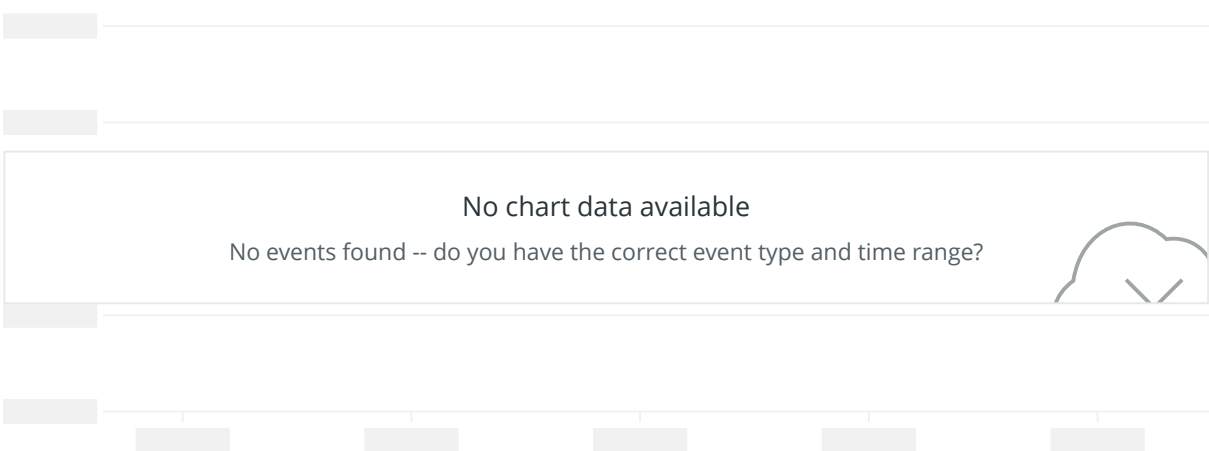 No chart data available
No events found -- do you have the correct event type and time range?